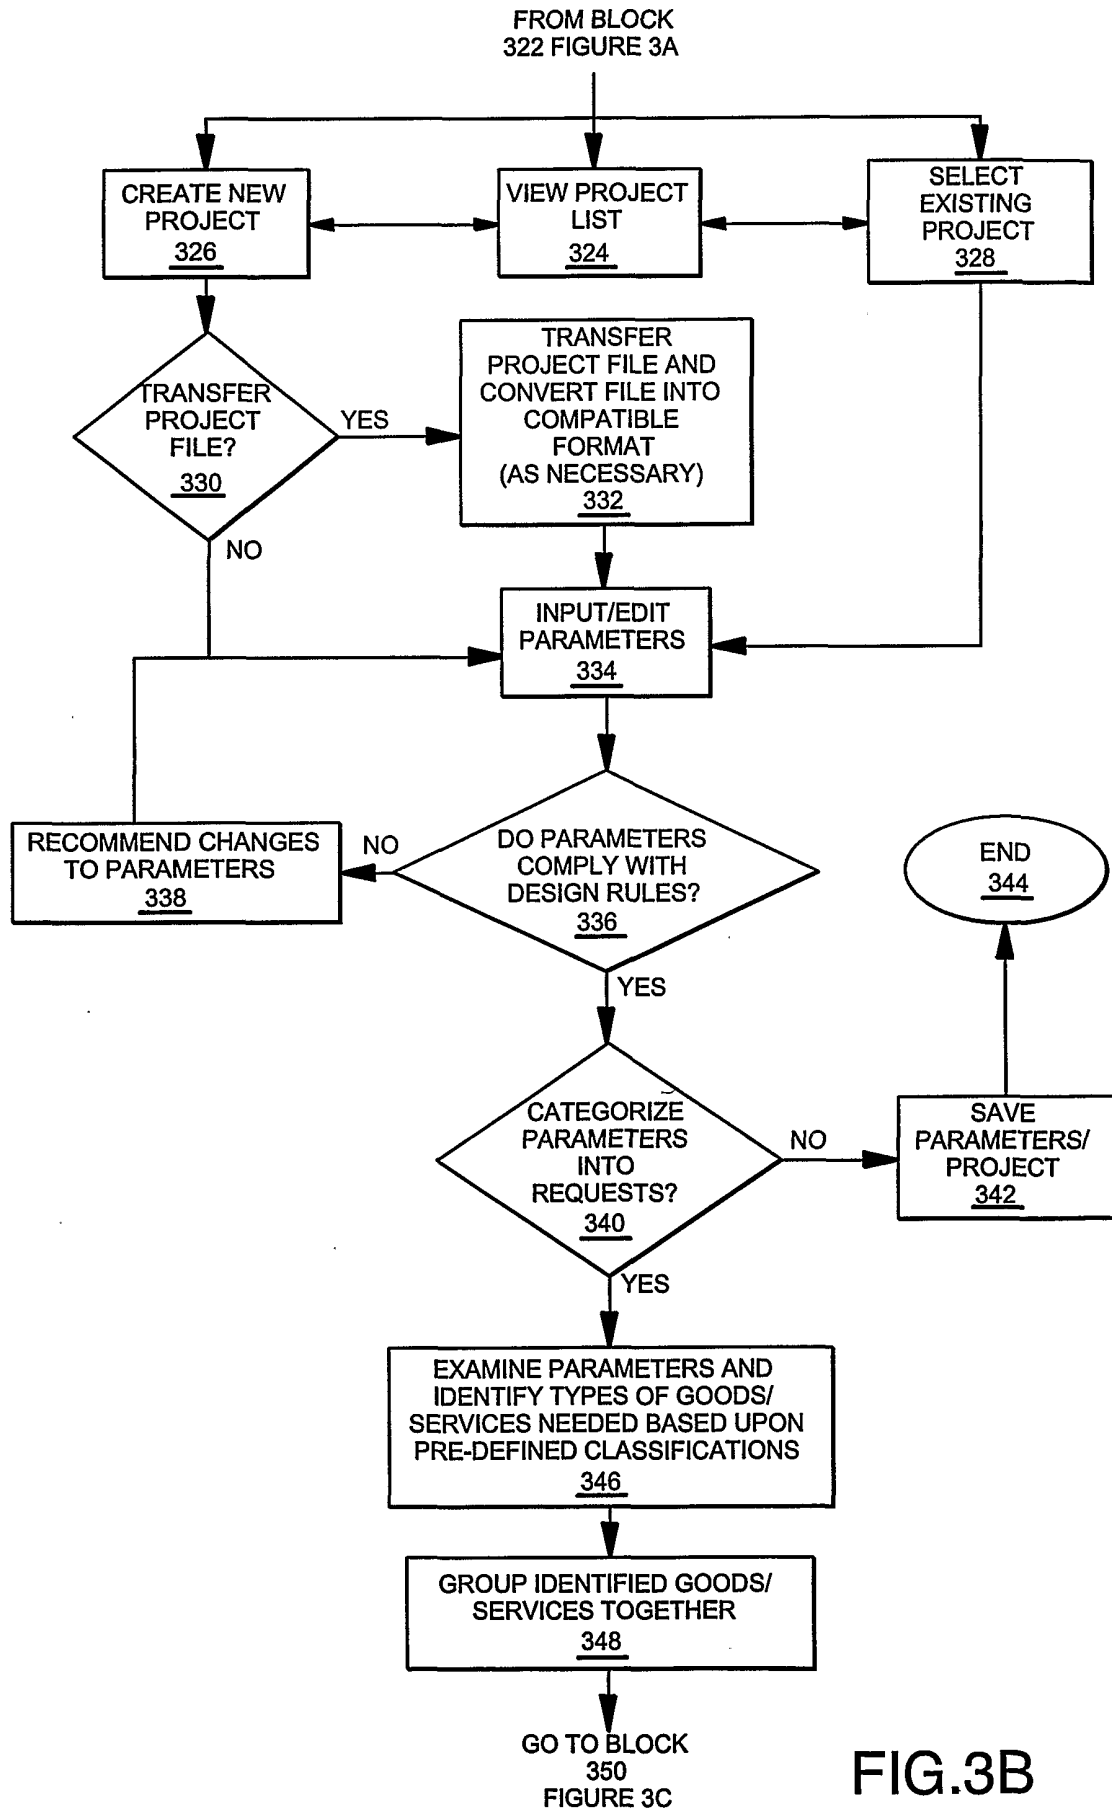 FROM BLOCK
322 FIGURE 3A
CREATE NEW
PROJECT
326
VIEW PROJECT
LIST
324
SELECT
EXISTING
PROJECT
328
TRANSFER
PROJECT
FILE?
330
YES
NO
TRANSFER
PROJECT FILE AND
CONVERT FILE INTO
COMPATIBLE
FORMAT
(AS NECESSARY)
332
INPUT/EDIT
PARAMETERS
334
RECOMMEND CHANGES
TO PARAMETERS
338
NO
DO PARAMETERS
COMPLY WITH
DESIGN RULES?
336
YES
END
344
CATEGORIZE
PARAMETERS
INTO
REQUESTS?
340
NO
YES
SAVE
PARAMETERS/
PROJECT
342
EXAMINE PARAMETERS AND
IDENTIFY TYPES OF GOODS/
SERVICES NEEDED BASED UPON
PRE-DEFINED CLASSIFICATIONS
346
GROUP IDENTIFIED GOODS/
SERVICES TOGETHER
348
GO TO BLOCK
350
FIGURE 3C
FIG.3B